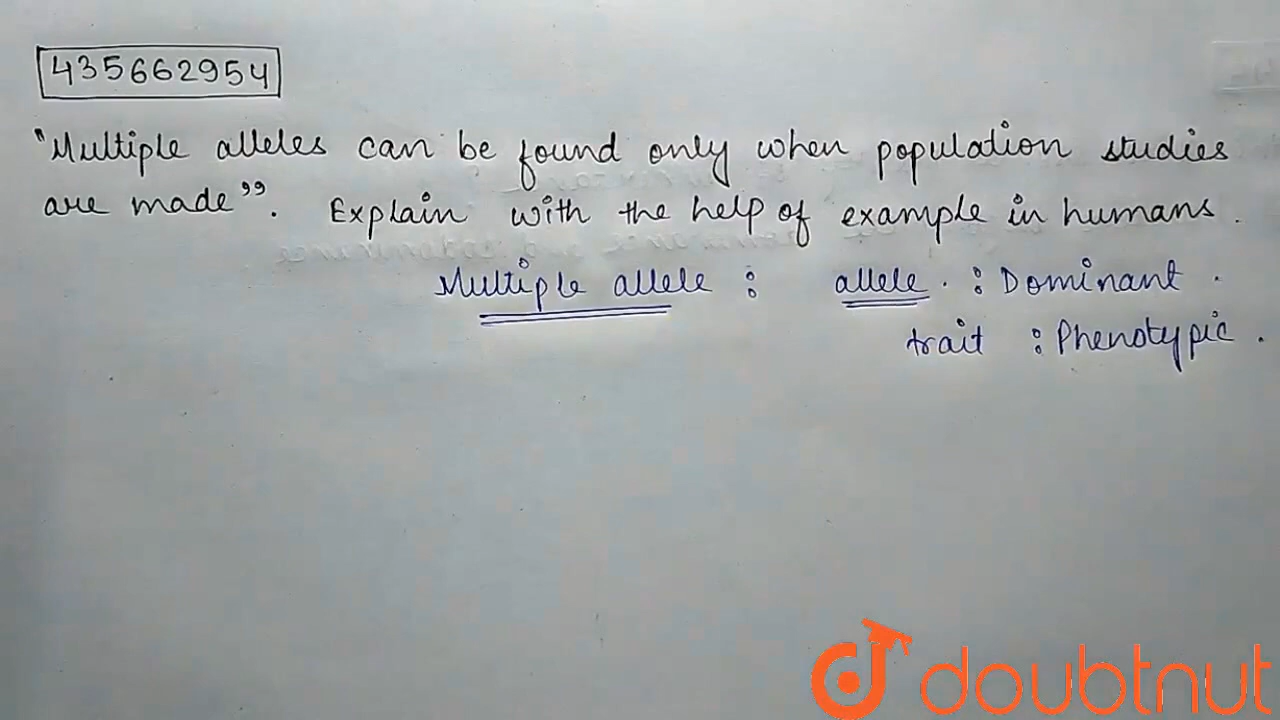 435662954
"Multiple alleles can be found only when population studies
are made”. Explain with the help of example in humans.
Multiple allele : allele. : Dominant.
trait : Phenotypic.
doubtnut